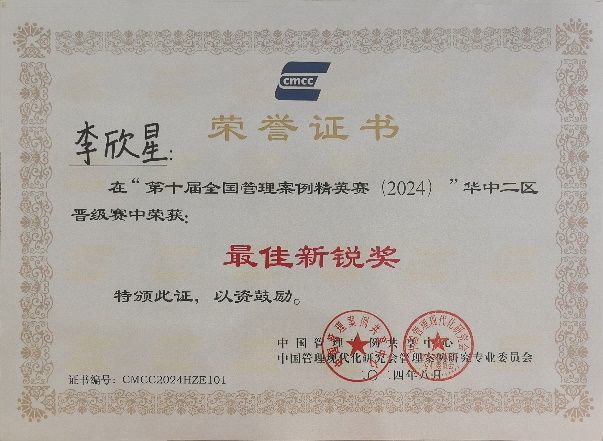 cmcc
荣誉证书
李欣星:
在“第十届全国管理案例精英赛（2024）”华中二区
晋级赛中荣获：
最佳新锐奖
特颁此证，以资鼓励。
中国管理案例共享中心
中国管理现代化研究会管理案例研究专业委员会
二〇二四年八月
证书编号：CMCC2024HZE101